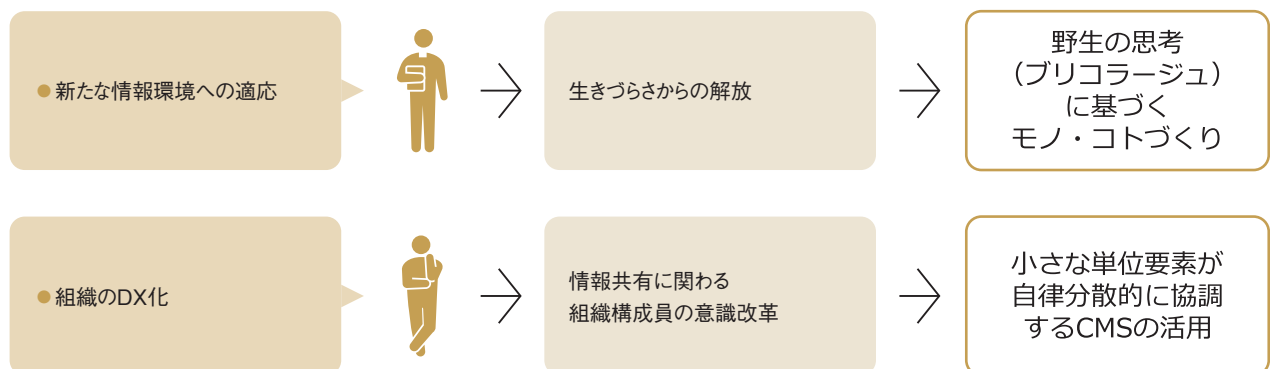 ●新たな情報環境への適応
生きづらさからの解放
野生の思考
（ブリコラージュ）
に基づく
モノ・コトづくり
●組織のDX化
情報共有に関わる
組織構成員の意識改革
小さな単位要素が
自律分散的に協調
するCMSの活用